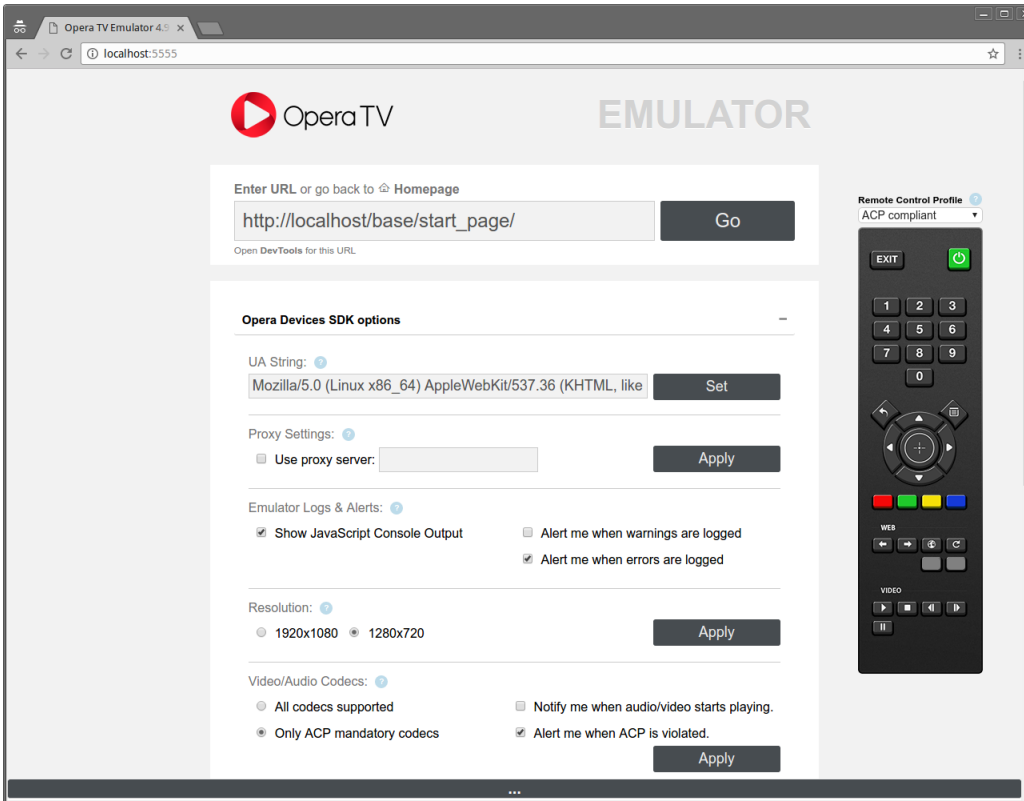 Opera TV Emulator 4.5
localhost:5555
Opera TV
EMULATOR
Enter URL or go back to Homepage
http://localhost/base/start_page/
Go
Open DevTools for this URL
Opera Devices SDK options
UA String: ?
Mozilla/5.0 (Linux x86_64) AppleWebKit/537.36 (KHTML, like
Set
Proxy Settings: ?
Use proxy server:
Apply
Emulator Logs & Alerts: ?
Show JavaScript Console Output
Alert me when warnings are logged
Alert me when errors are logged
Resolution: ?
1920x1080 1280x720
Apply
Video/Audio Codecs: ?
All codecs supported
Notify me when audio/video starts playing.
Only ACP mandatory codecs
Alert me when ACP is violated.
Apply
...
Remote Control Profile ?
ACP compliant
EXIT
1 2 3
4 5 6
7 8 9
0
WEB
VIDEO